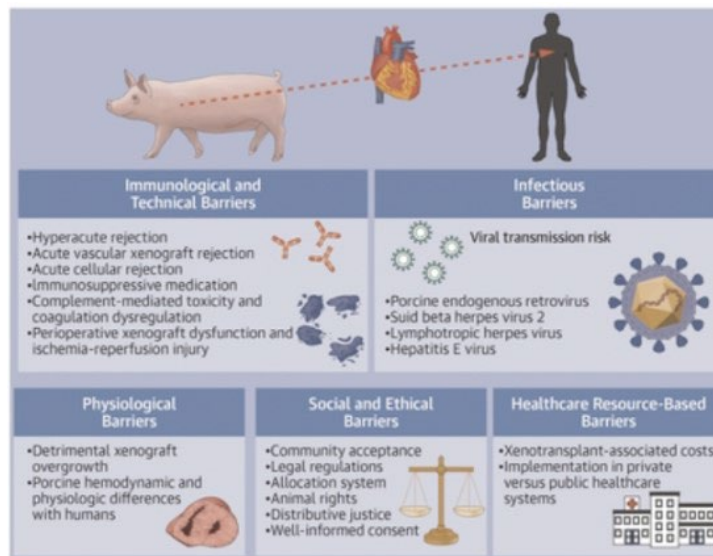 Immunological and
Technical Barriers
•Hyperacute rejection
•Acute vascular xenograft rejection
•Acute cellular rejection
•Immunosuppressive medication
•Complement-mediated toxicity and
coagulation dysregulation
•Perioperative xenograft dysfunction and
ischemia-reperfusion injury
Infectious
Barriers
Viral transmission risk
•Porcine endogenous retrovirus
•Suid beta herpes virus 2
•Lymphotropic herpes virus
•Hepatitis E virus
Physiological
Barriers
•Detrimental xenograft
overgrowth
•Porcine hemodynamic and
physiologic differences
with humans
Social and Ethical
Barriers
•Community acceptance
•Legal regulations
•Allocation system
•Animal rights
•Distributive justice
•Well-informed consent
Healthcare Resource-Based
Barriers
•Xenotransplant-associated costs
•Implementation in private
versus public healthcare
systems